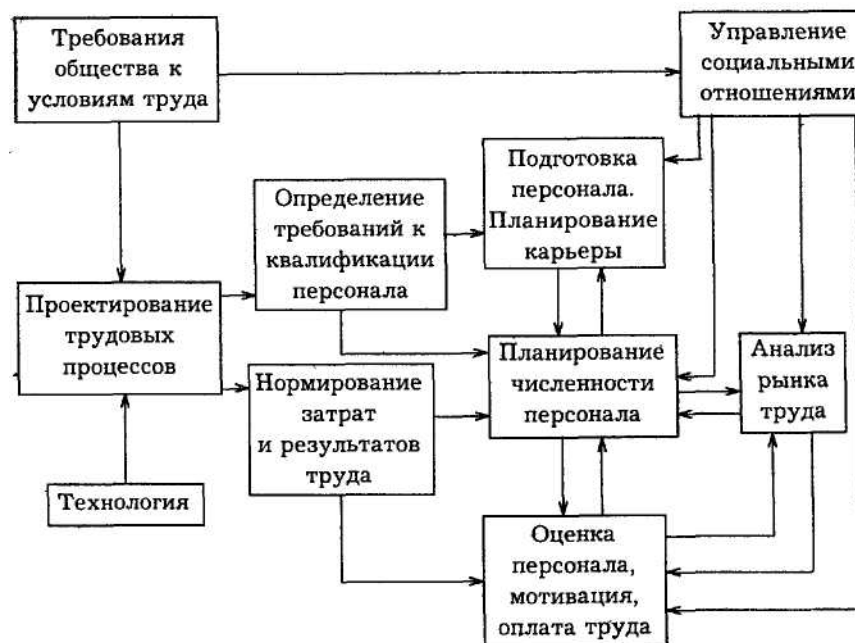 Требования
общества к
условиям труда
Управление
социальными
отношениями
Подготовка
персонала.
Планирование
карьеры
Определение
требований к
квалификации
персонала
Проектирование
трудовых
процессов
Планирование
численности
персонала
Анализ
рынка
труда
Нормирование
затрат
и результатов
труда
Технология
Оценка
персонала,
мотивация,
оплата труда